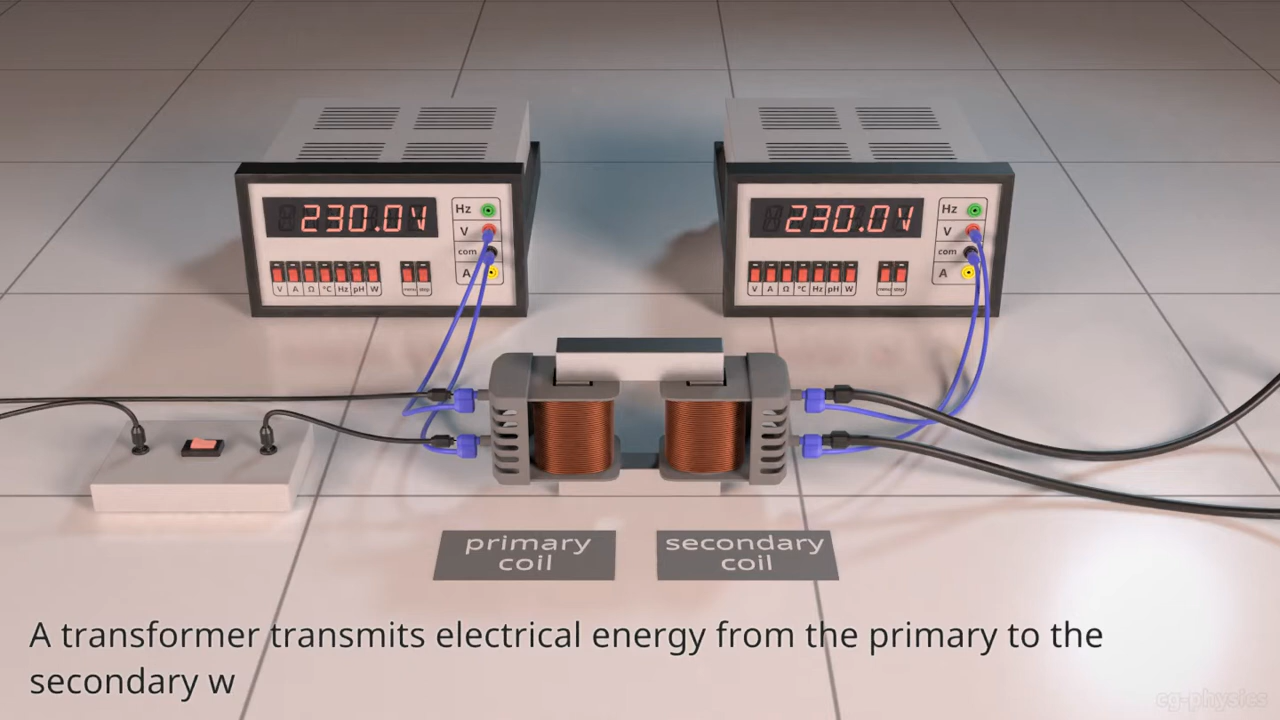 230.0V
Hz
V
com
A
V A Ω °C Hz pH W
230.0V
Hz
V
com
A
V A Ω °C Hz pH W
primary
coil
secondary
coil
A transformer transmits electrical energy from the primary to the
secondary w
cg-physics